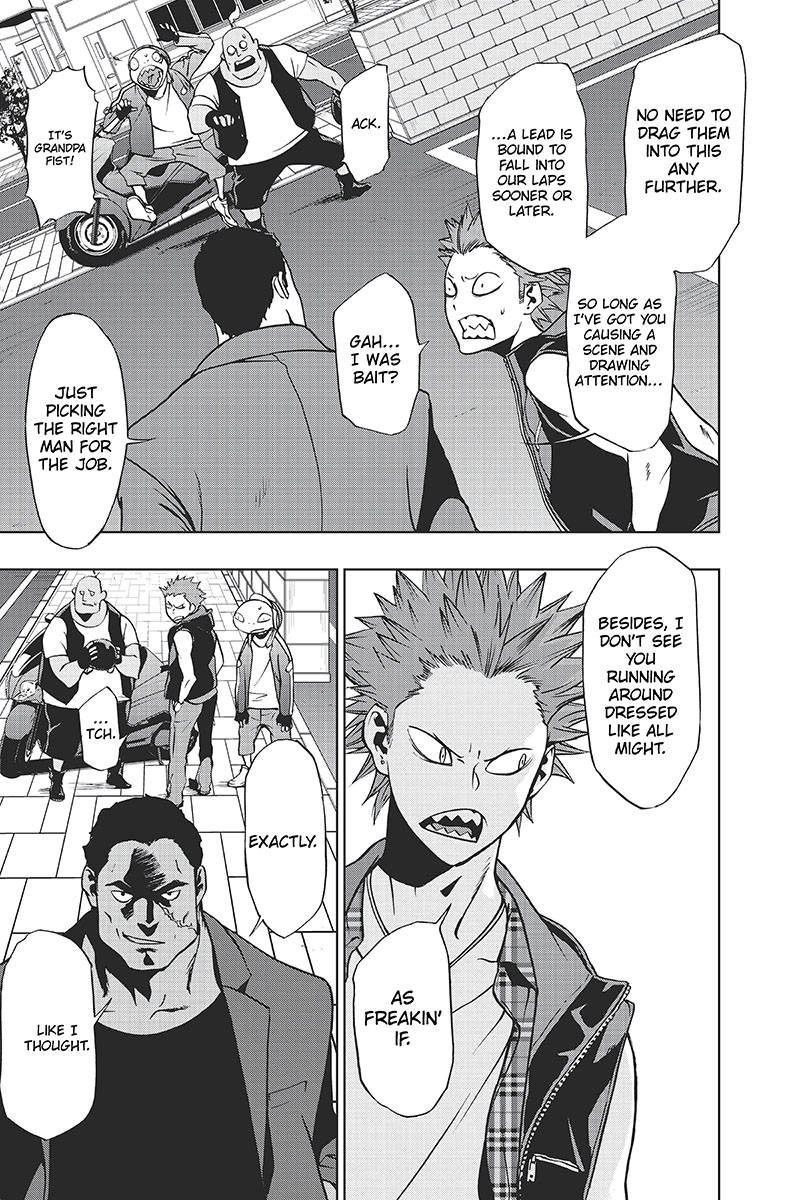 NO NEED TO
DRAG THEM
INTO THIS
ANY
FURTHER.
...A LEAD IS
BOUND TO
FALL INTO
OUR LAPS
SOONER OR
LATER.
SO LONG AS
I'VE GOT YOU
CAUSING A
SCENE AND
DRAWING
ATTENTION...
ACK.
IT'S
GRANDPA
FIST!
GAH...
I WAS
BAIT?
JUST
PICKING
THE RIGHT
MAN FOR
THE JOB.
BESIDES, I
DON'T SEE
YOU
RUNNING
AROUND
DRESSED
LIKE ALL
MIGHT.
AS
FREAKIN'
IF.
...
TCH.
EXACTLY.
LIKE I
THOUGHT.